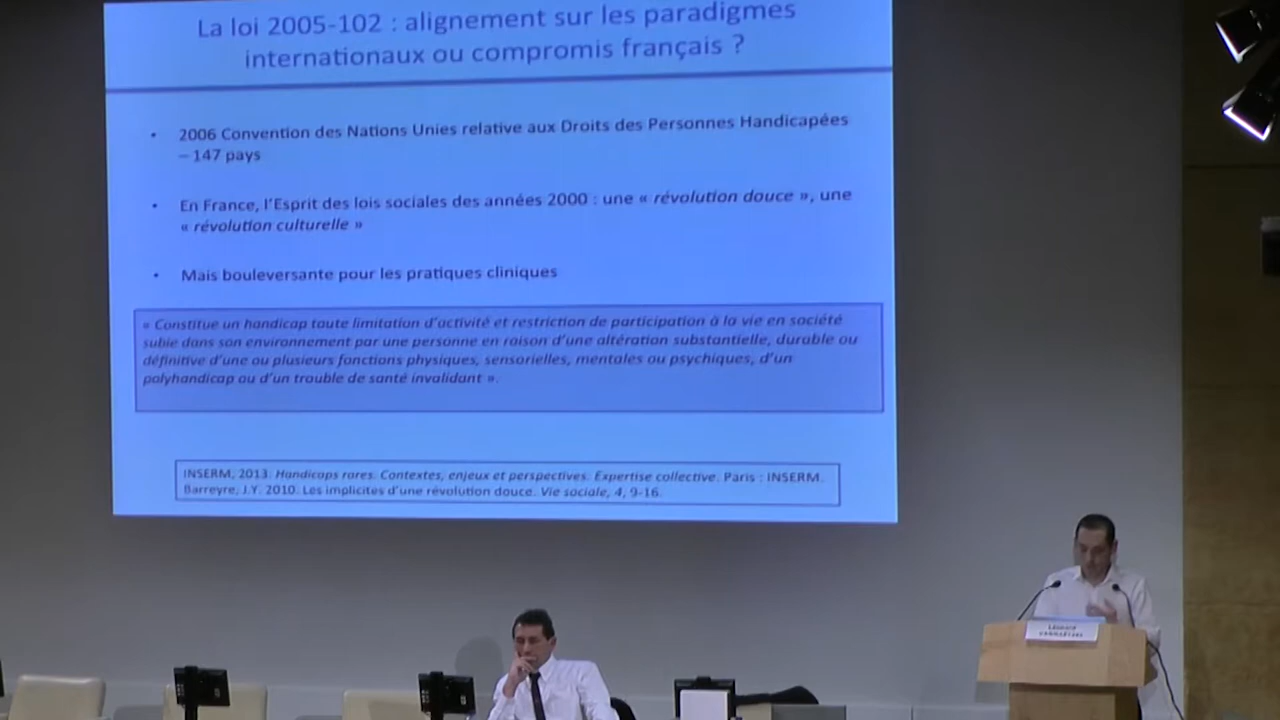 La loi 2005-102 : alignement sur les paradigmes
internationaux ou compromis français ?
• 2006 Convention des Nations Unies relative aux Droits des Personnes Handicapées
– 147 pays
• En France, l'Esprit des lois sociales des années 2000 : une « révolution douce », une
« révolution culturelle »
• Mais bouleversante pour les pratiques cliniques
« Constitue un handicap toute limitation d'activité et restriction de participation à la vie en société
subie dans son environnement par une personne en raison d'une altération substantielle, durable ou
définitive d'une ou plusieurs fonctions physiques, sensorielles, mentales ou psychiques, d'un
polyhandicap ou d'un trouble de santé invalidant ».
INSERM. 2013. Handicaps rares. Contextes, enjeux et perspectives. Expertise collective. Paris : INSERM.
Barreyre, J.Y. 2010. Les implicites d'une révolution douce. Vie sociale, 4, 9-16.